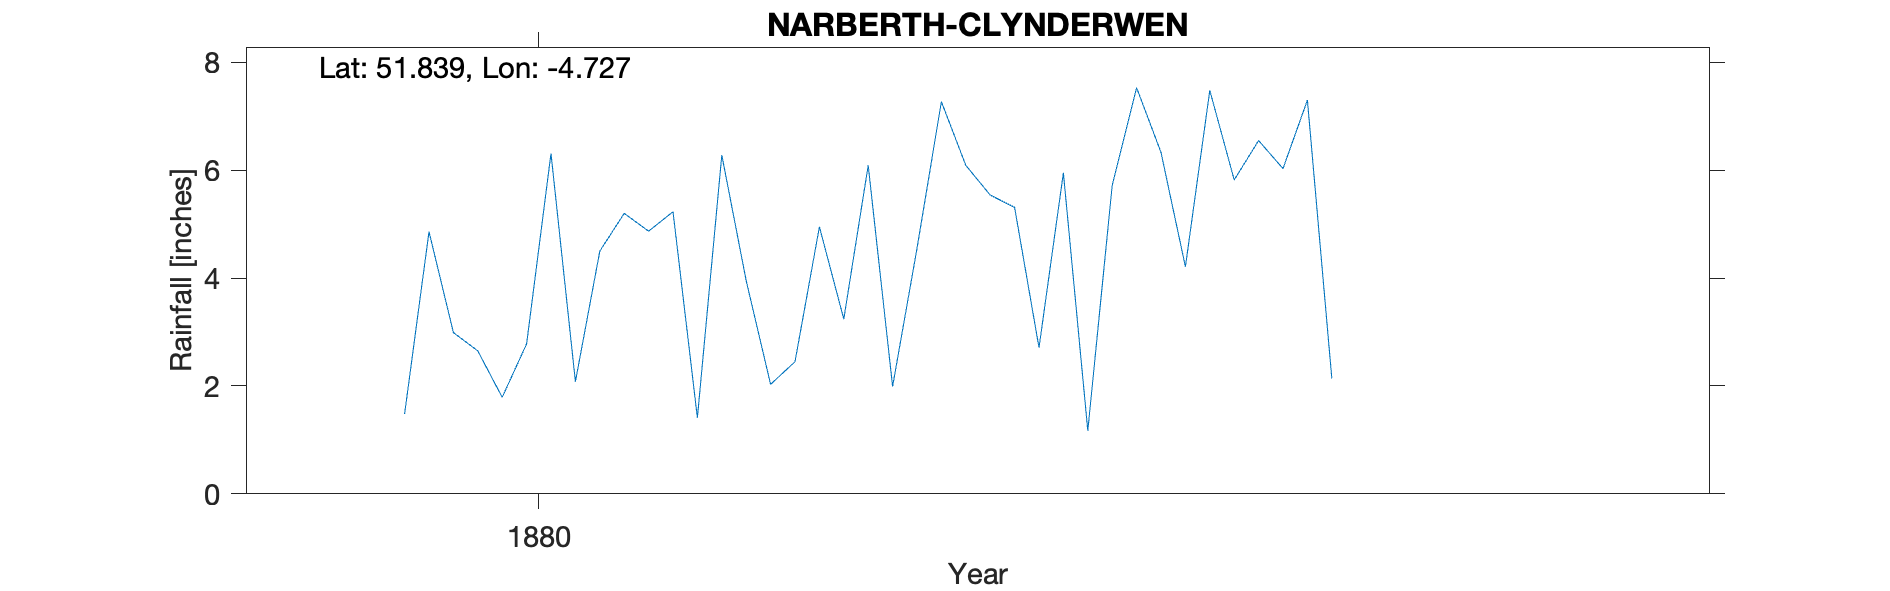 NARBERTH-CLYNDERWEN
Lat: 51.839, Lon: -4.727
8
6
4
2
0
Rainfall [inches]
1880
Year